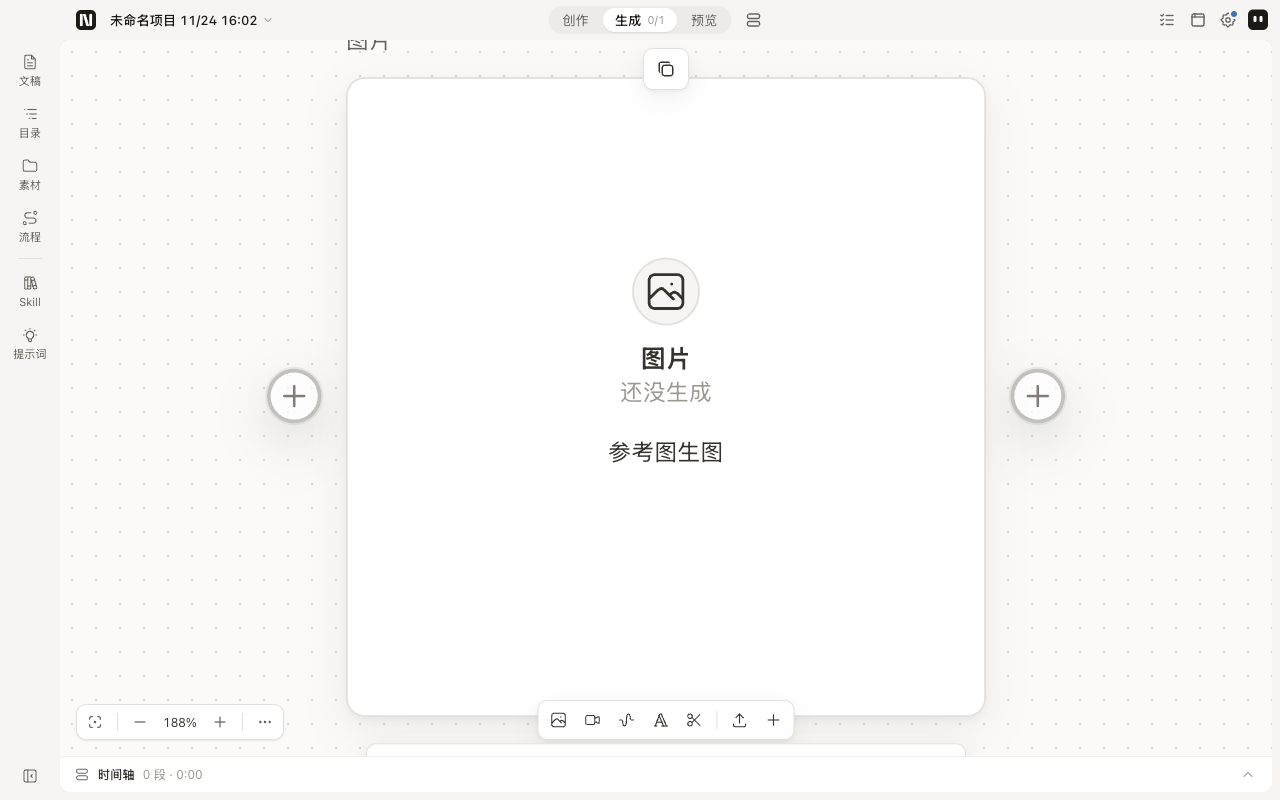 未命名项目 11/24 16:02
创作
生成 0/1
预览
文稿
目录
素材
流程
Skill
提示词
图片
图片
还没生成
参考图生图
188%
时间轴 0 段 · 0:00